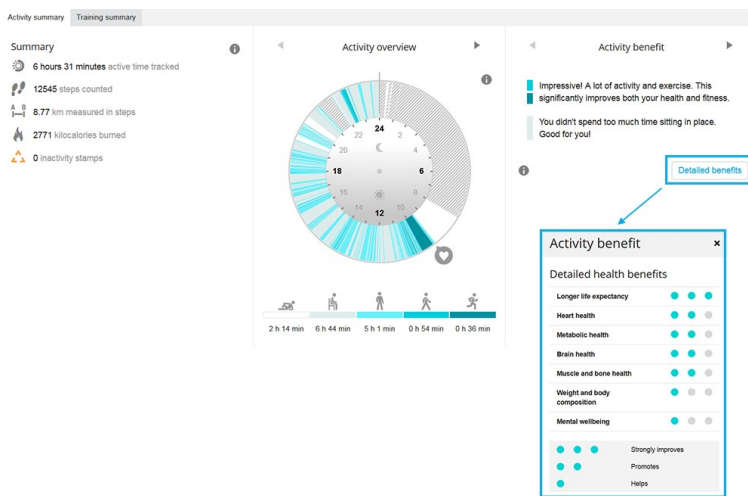 Activity summary
Training summary
Summary
6 hours 31 minutes active time tracked
12545 steps counted
A B
8.77 km measured in steps
2771 kilocalories burned
0 inactivity stamps
Activity overview
24
22 2
20 4
18 6
16 8
14 10
12
2 h 14 min 6 h 44 min 5 h 1 min 0 h 54 min 0 h 36 min
Activity benefit
Impressive! A lot of activity and exercise. This
significantly improves both your health and fitness.
You didn't spend too much time sitting in place.
Good for you!
Detailed benefits
Activity benefit ×
Detailed health benefits
Longer life expectancy
Heart health
Metabolic health
Brain health
Muscle and bone health
Weight and body
composition
Mental wellbeing
Strongly improves
Promotes
Helps